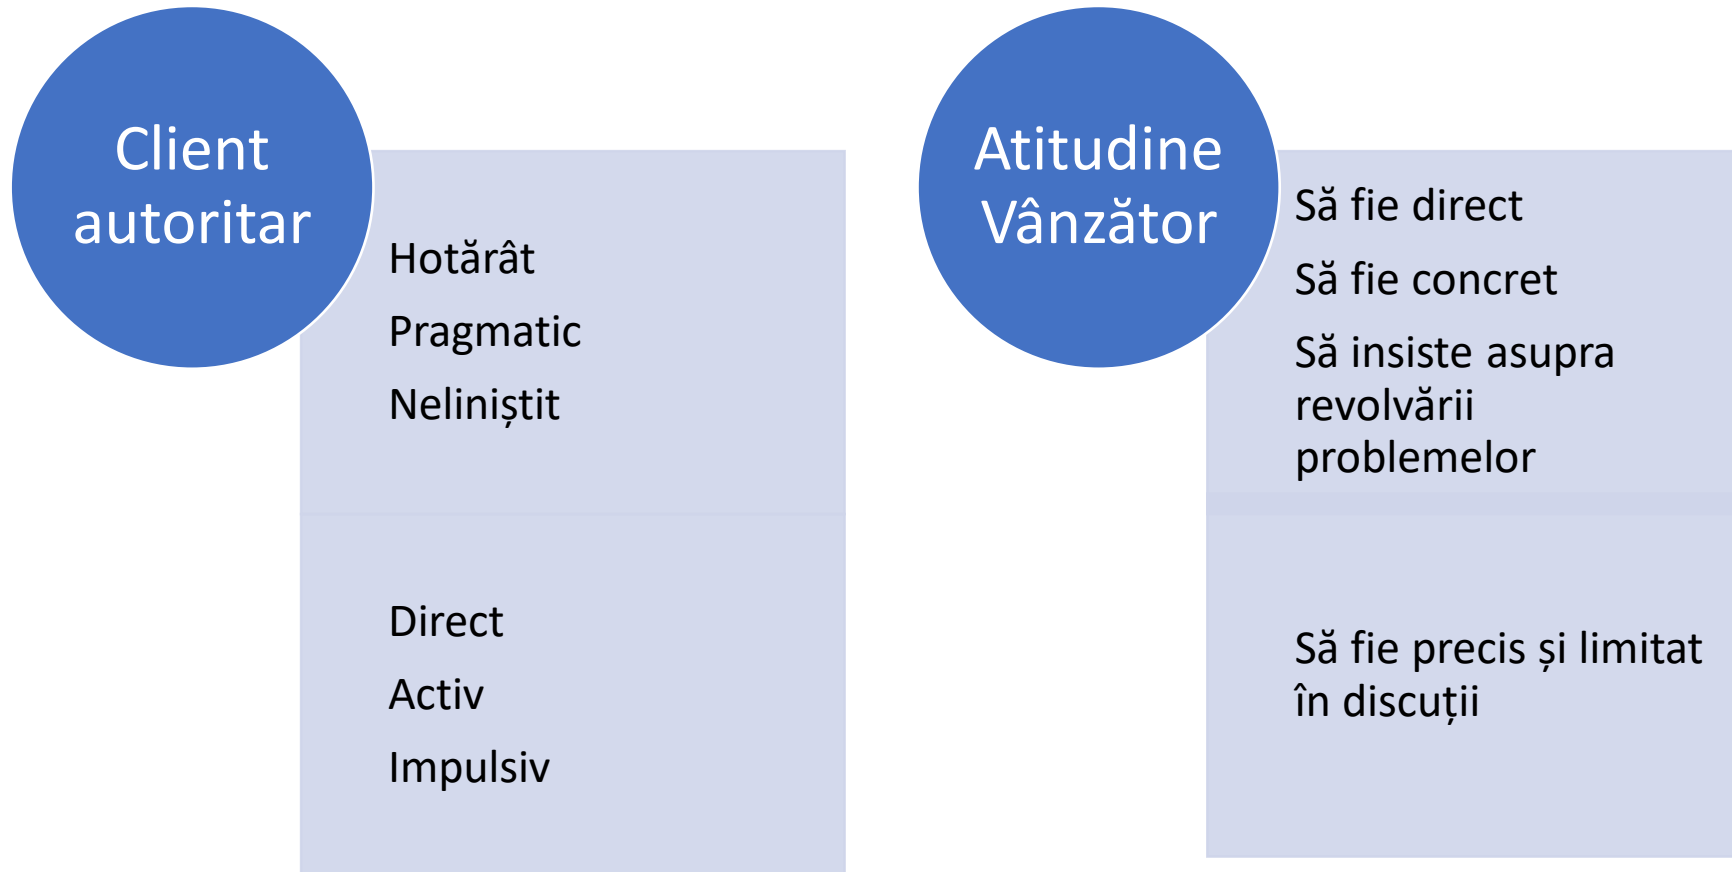 Client
autoritar
Hotărât
Pragmatic
Neliniștit
Direct
Activ
Impulsiv
Atitudine
Vânzător
Să fie direct
Să fie concret
Să insiste asupra
revolvării
problemelor
Să fie precis și limitat
în discuții